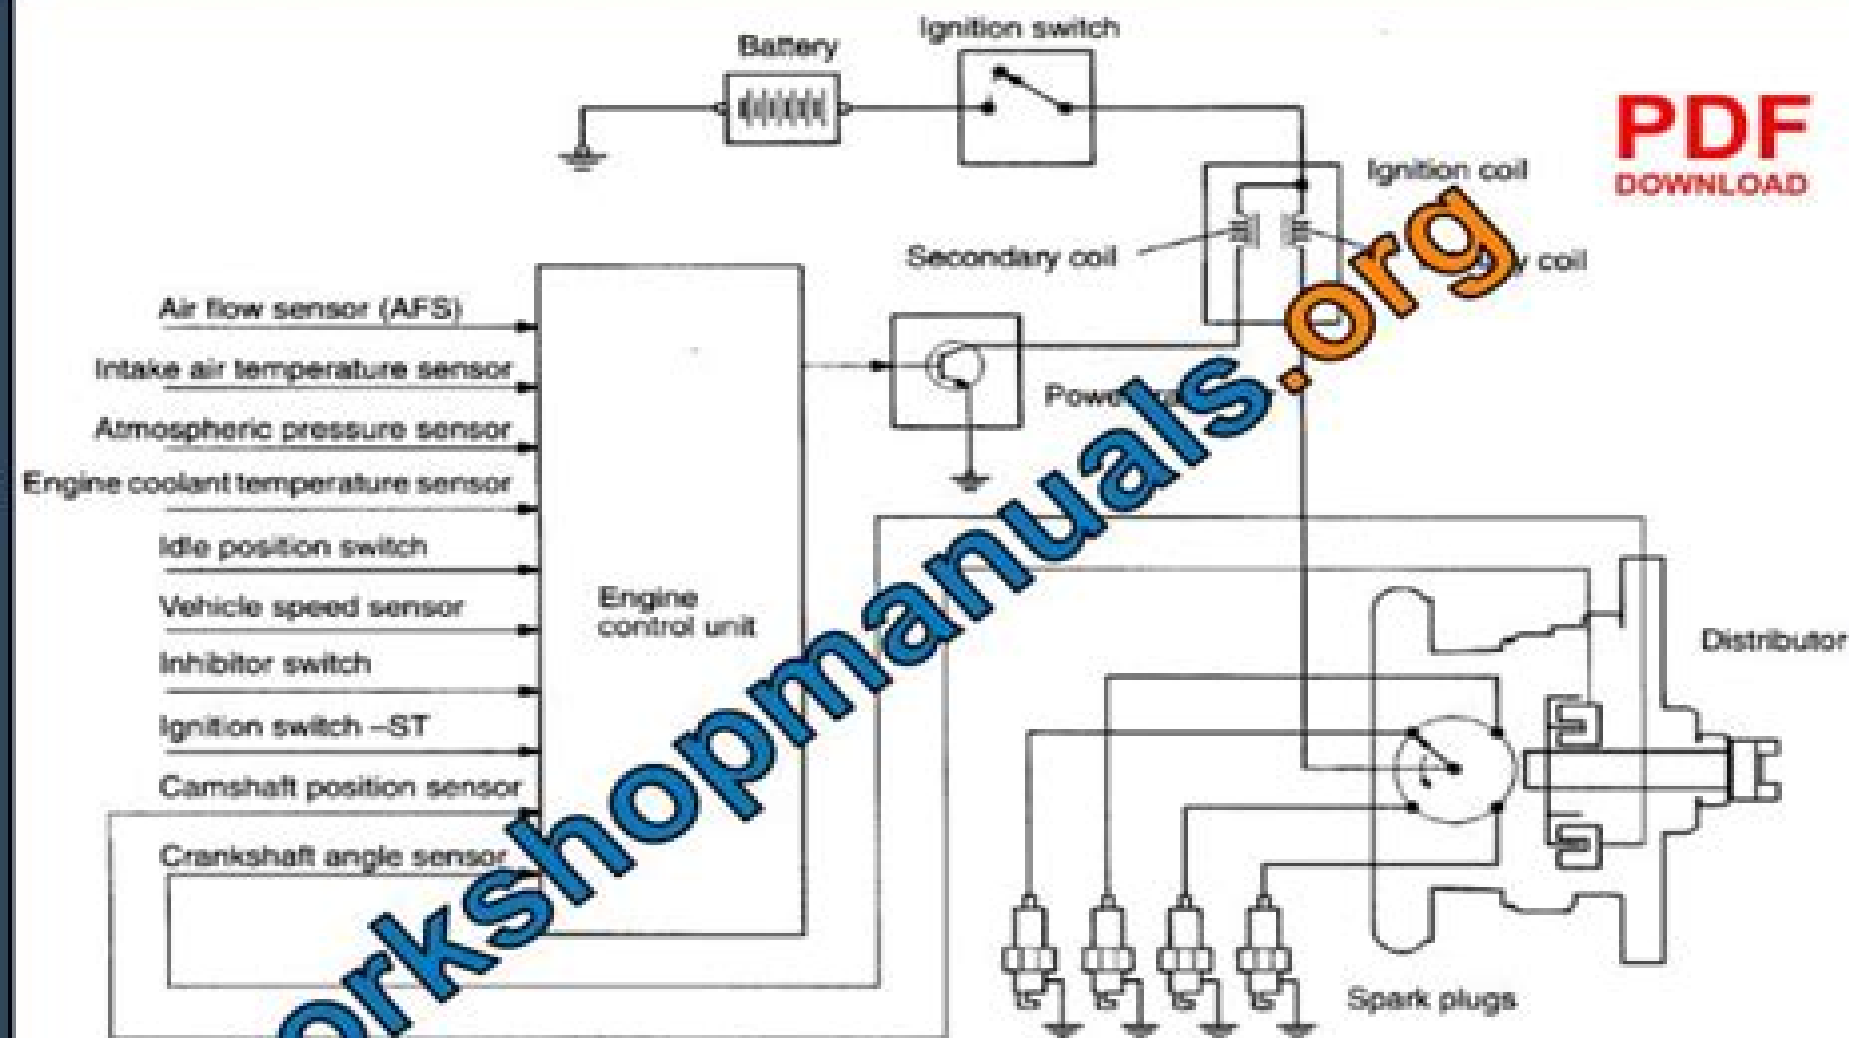 Ignition switch
Battery
PDF
DOWNLOAD
Ignition coil
Secondary coil
coil
Air flow sensor (AFS)
Intake air temperature sensor
Atmospheric pressure sensor
Engine coolant temperature sensor
Idle position switch
Vehicle speed sensor
Inhibitor switch
Ignition switch –ST
Camshaft position sensor
Crankshaft angle sensor
Engine
control unit
Distributor
Spark plugs
orkshopmanuals.org